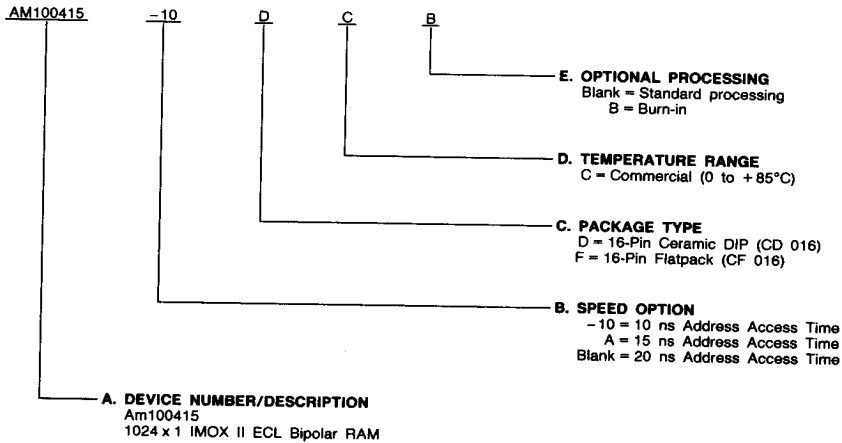 AM100415 -10 D C B
E. OPTIONAL PROCESSING
Blank = Standard processing
B = Burn-in
D. TEMPERATURE RANGE
C = Commercial (0 to +85°C)
C. PACKAGE TYPE
D = 16-Pin Ceramic DIP (CD 016)
F = 16-Pin Flatpack (CF 016)
B. SPEED OPTION
-10 = 10 ns Address Access Time
A = 15 ns Address Access Time
Blank = 20 ns Address Access Time
A. DEVICE NUMBER/DESCRIPTION
Am100415
1024 x 1 IMOX II ECL Bipolar RAM